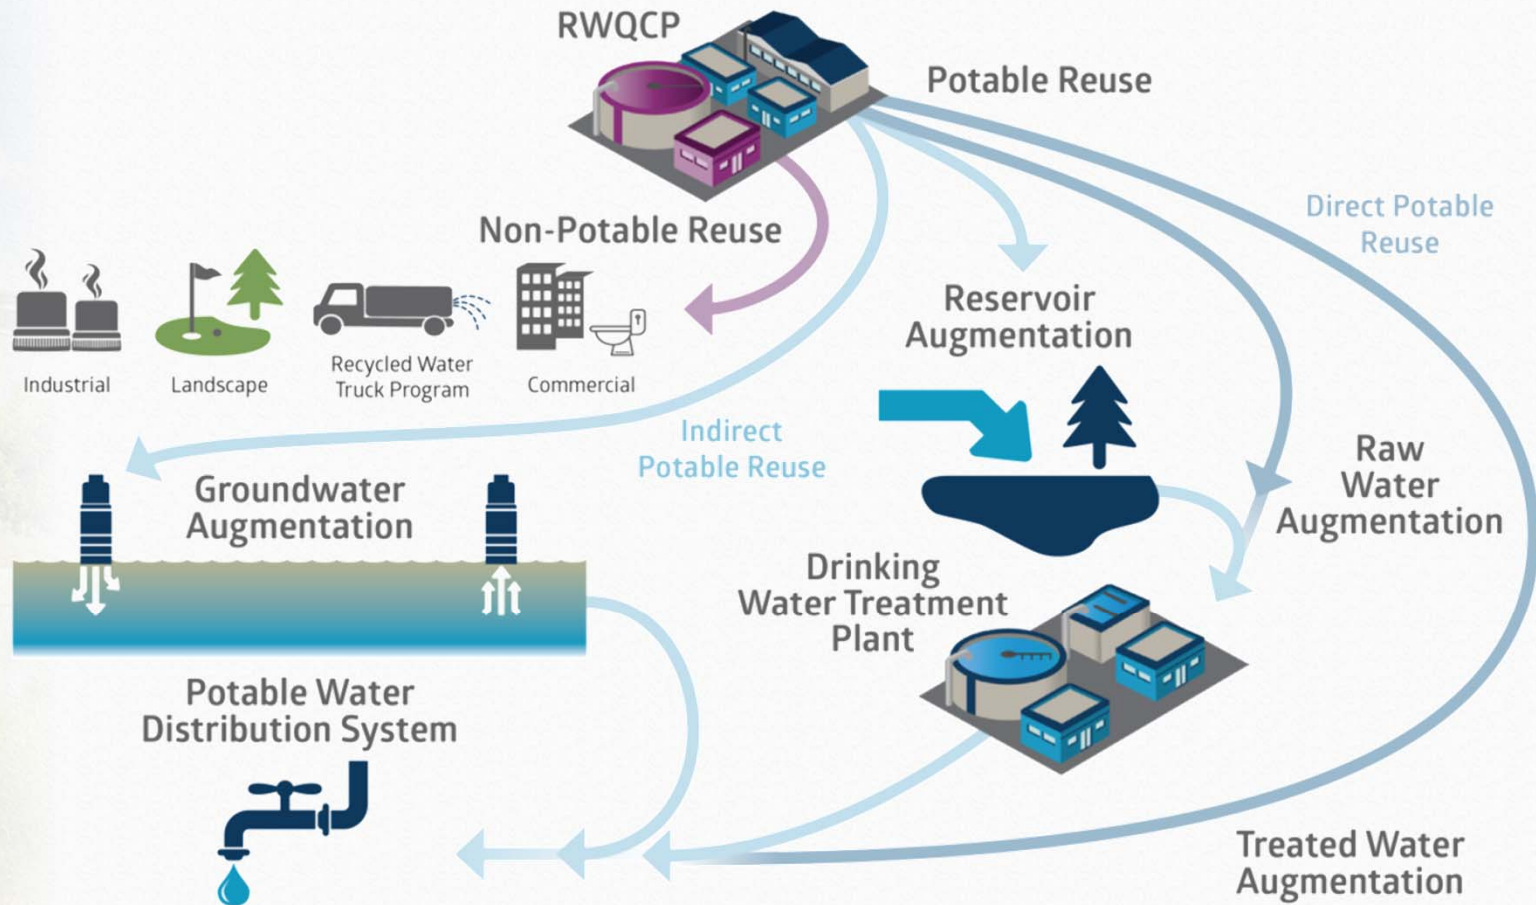 RWQCP
Potable Reuse
Direct Potable
Reuse
Non-Potable Reuse
Industrial
Landscape
Recycled Water
Truck Program
Commercial
Reservoir
Augmentation
Indirect
Potable Reuse
Raw
Water
Augmentation
Groundwater
Augmentation
Drinking
Water Treatment
Plant
Potable Water
Distribution System
Treated Water
Augmentation